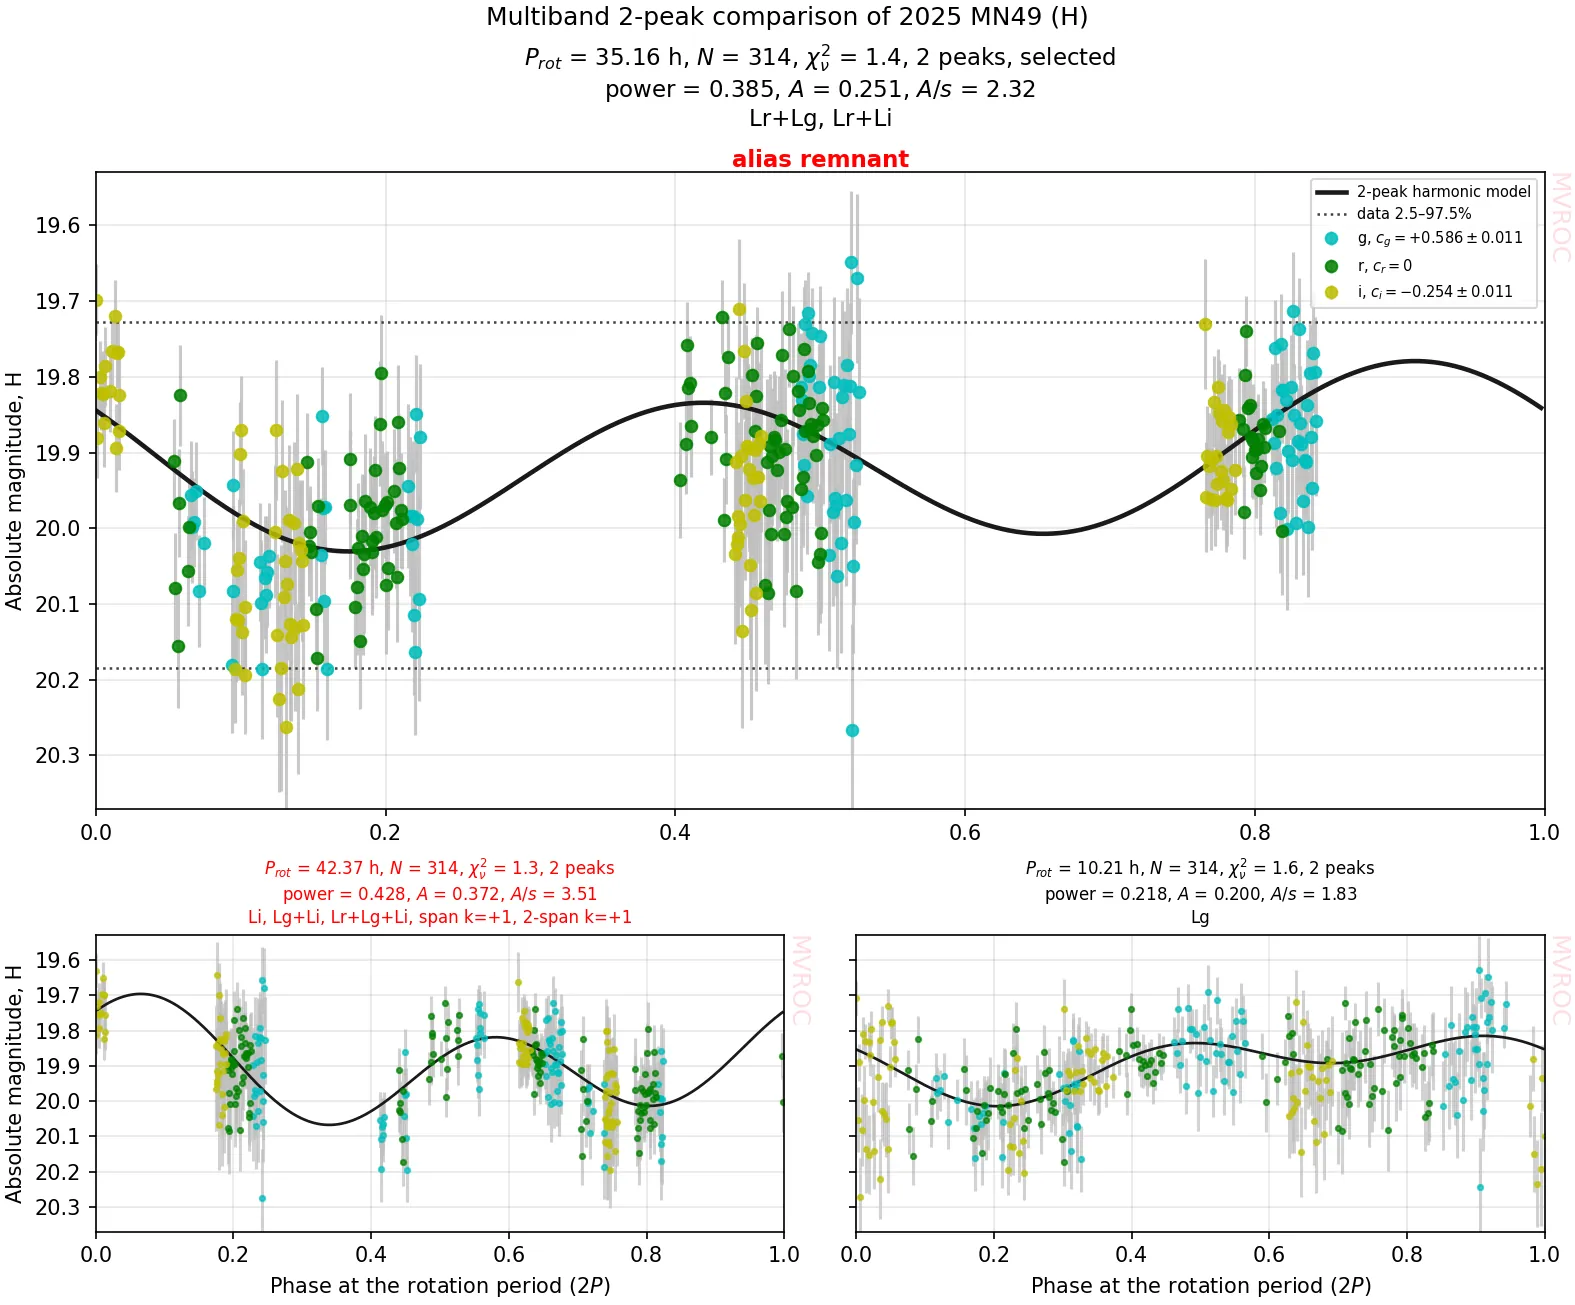 Multiband 2-peak comparison of 2025 MN49 (H)
P_rot = 35.16 h, N = 314, χ²_ν = 1.4, 2 peaks, selected
power = 0.385, A = 0.251, A/s = 2.32
Lr+Lg, Lr+Li
alias remnant
MVROC
2-peak harmonic model
data 2.5–97.5%
g, c_g = +0.586 ± 0.011
r, c_r = 0
i, c_i = −0.254 ± 0.011
Absolute magnitude, H
19.6
19.7
19.8
19.9
20.0
20.1
20.2
20.3
0.0 0.2 0.4 0.6 0.8 1.0
P_rot = 42.37 h, N = 314, χ²_ν = 1.3, 2 peaks
power = 0.428, A = 0.372, A/s = 3.51
Li, Lg+Li, Lr+Lg+Li, span k=+1, 2-span k=+1
MVROC
Absolute magnitude, H
19.6
19.7
19.8
19.9
20.0
20.1
20.2
20.3
0.0 0.2 0.4 0.6 0.8 1.0
Phase at the rotation period (2P)
P_rot = 10.21 h, N = 314, χ²_ν = 1.6, 2 peaks
power = 0.218, A = 0.200, A/s = 1.83
Lg
MVROC
0.0 0.2 0.4 0.6 0.8 1.0
Phase at the rotation period (2P)